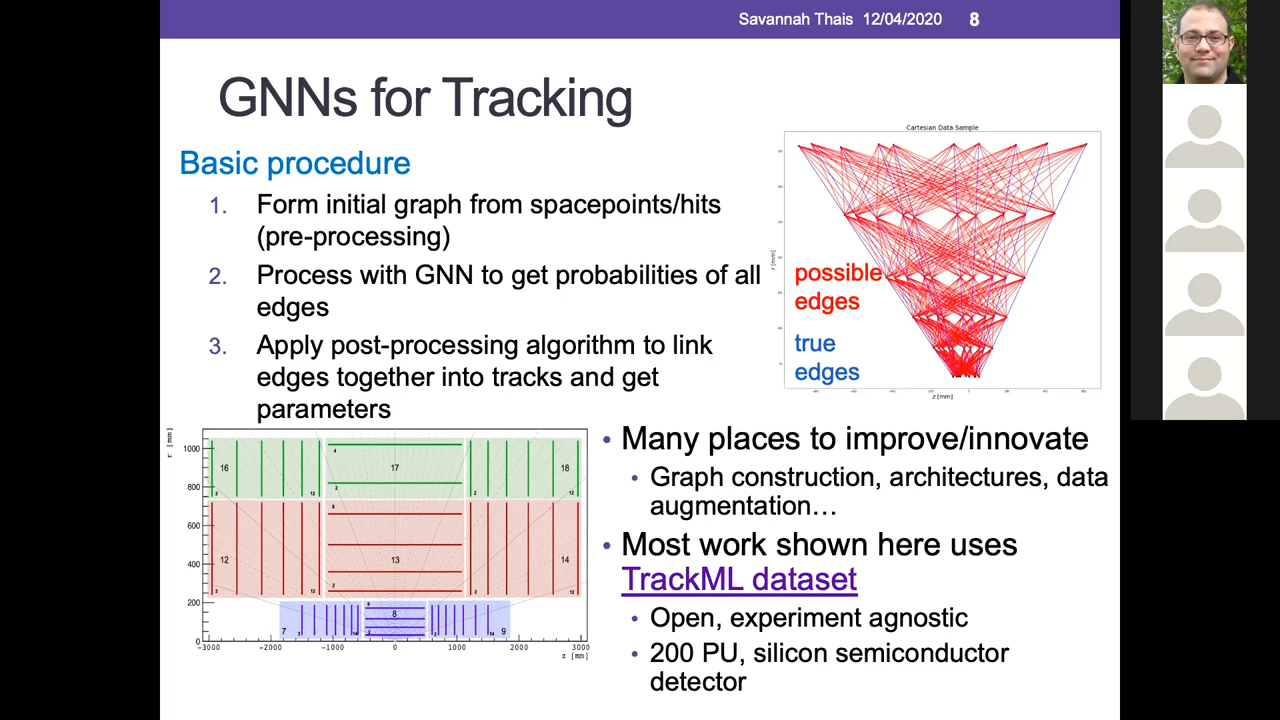 Savannah Thais 12/04/2020 8
GNNs for Tracking
Basic procedure
1. Form initial graph from spacepoints/hits
(pre-processing)
2. Process with GNN to get probabilities of all
edges
3. Apply post-processing algorithm to link
edges together into tracks and get
parameters
Cartesian Data Sample
possible
edges
true
edges
z [mm]
r [mm]
1000
800
600
400
200
0
16
17
18
12
13
14
7
8
9
-3000 -2000 -1000 0 1000 2000 3000
z [mm]
• Many places to improve/innovate
• Graph construction, architectures, data
augmentation…
• Most work shown here uses
TrackML dataset
• Open, experiment agnostic
• 200 PU, silicon semiconductor
detector